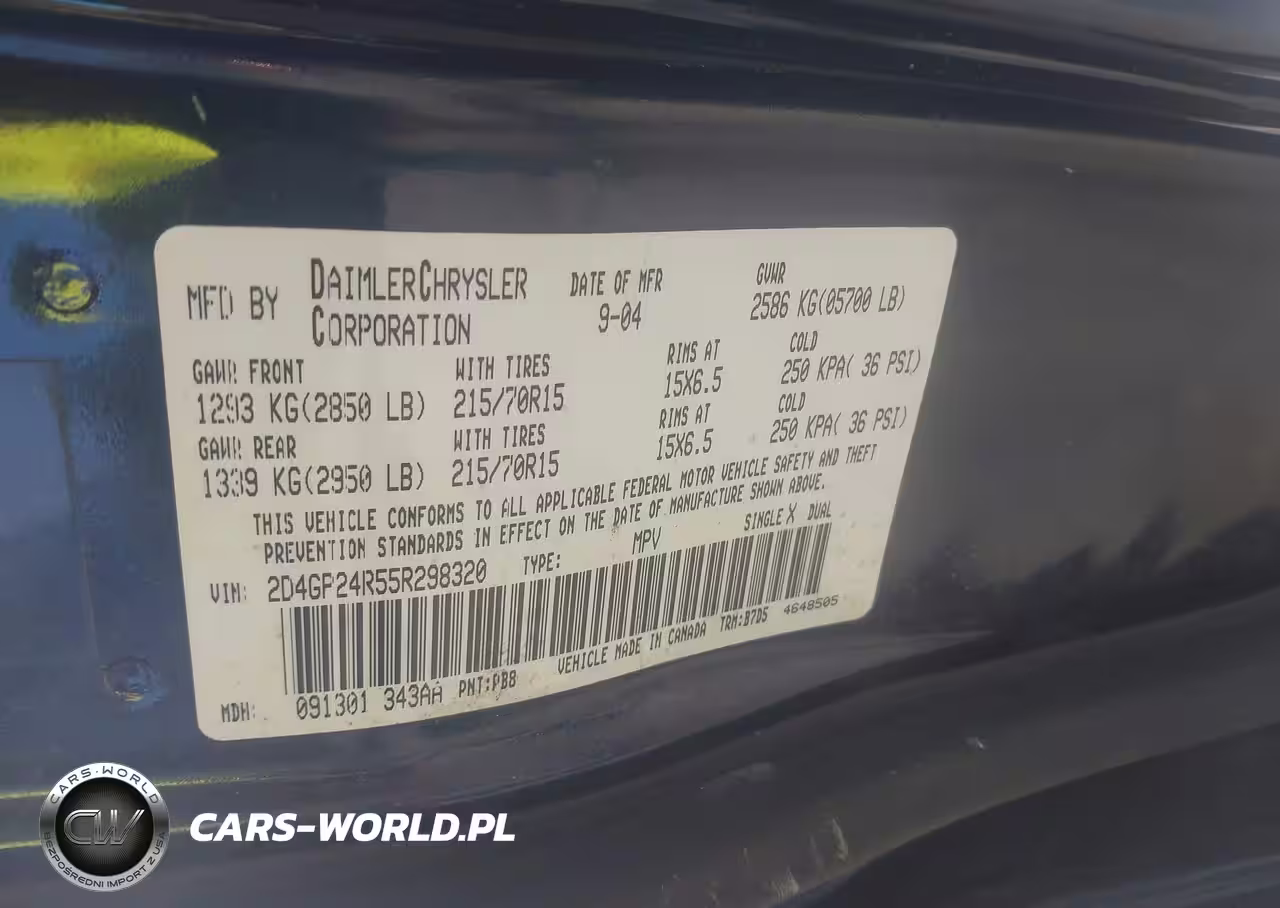 MFD BY DAIMLERCHRYSLER CORPORATION DATE OF MFR 9-04 GVWR 2586 KG(05700 LB)
GAWR FRONT WITH TIRES RIMS AT COLD
1293 KG(2850 LB) 215/70R15 15X6.5 250 KPA( 36 PSI)
GAWR REAR WITH TIRES RIMS AT COLD
1339 KG(2950 LB) 215/70R15 15X6.5 250 KPA( 36 PSI)
THIS VEHICLE CONFORMS TO ALL APPLICABLE FEDERAL MOTOR VEHICLE SAFETY AND THEFT
PREVENTION STANDARDS IN EFFECT ON THE DATE OF MANUFACTURE SHOWN ABOVE.
VIN: 2D4GP24R55R298320 TYPE: MPV SINGLE X DUAL
MDH: 091301 343AA PNT:PB8 VEHICLE MADE IN CANADA TRM:B7D5 4648505
CARS-WORLD
CW
BEZPOŚREDNI IMPORT Z USA
CARS-WORLD.PL